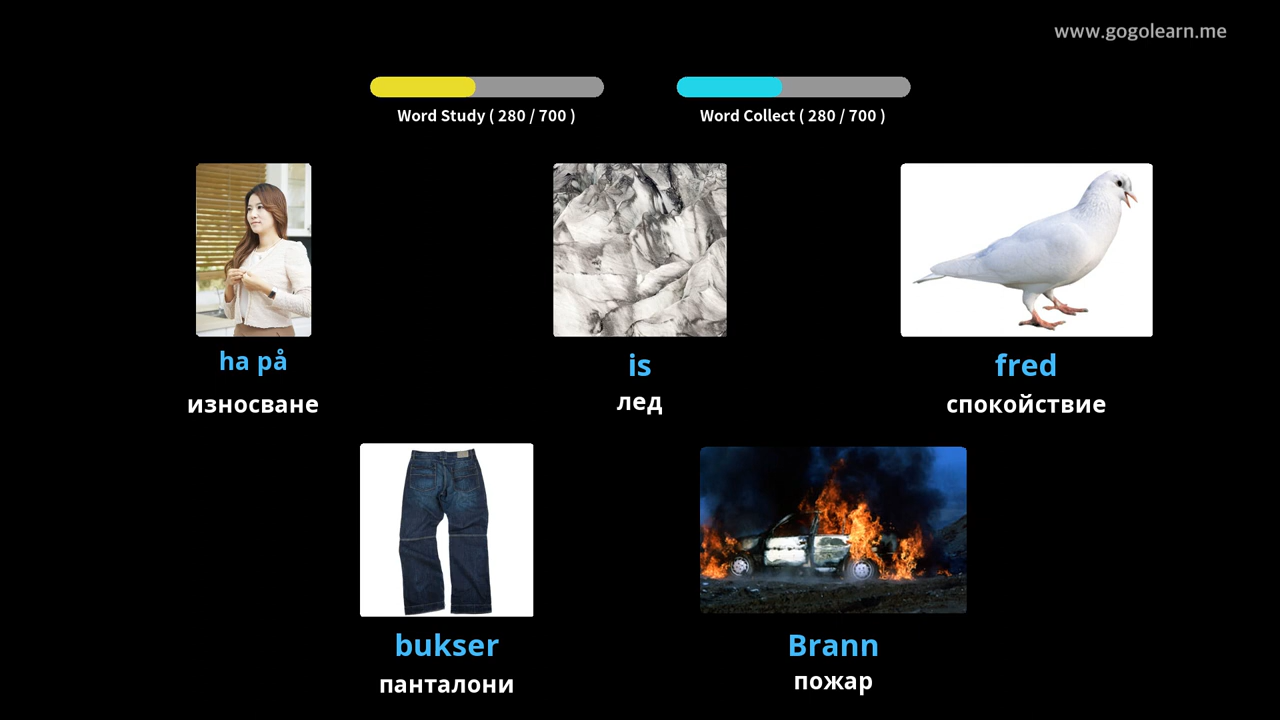 www.gogolearn.me
Word Study ( 280 / 700 )
Word Collect ( 280 / 700 )
ha på
износване
is
лед
fred
спокойствие
bukser
панталони
Brann
пожар